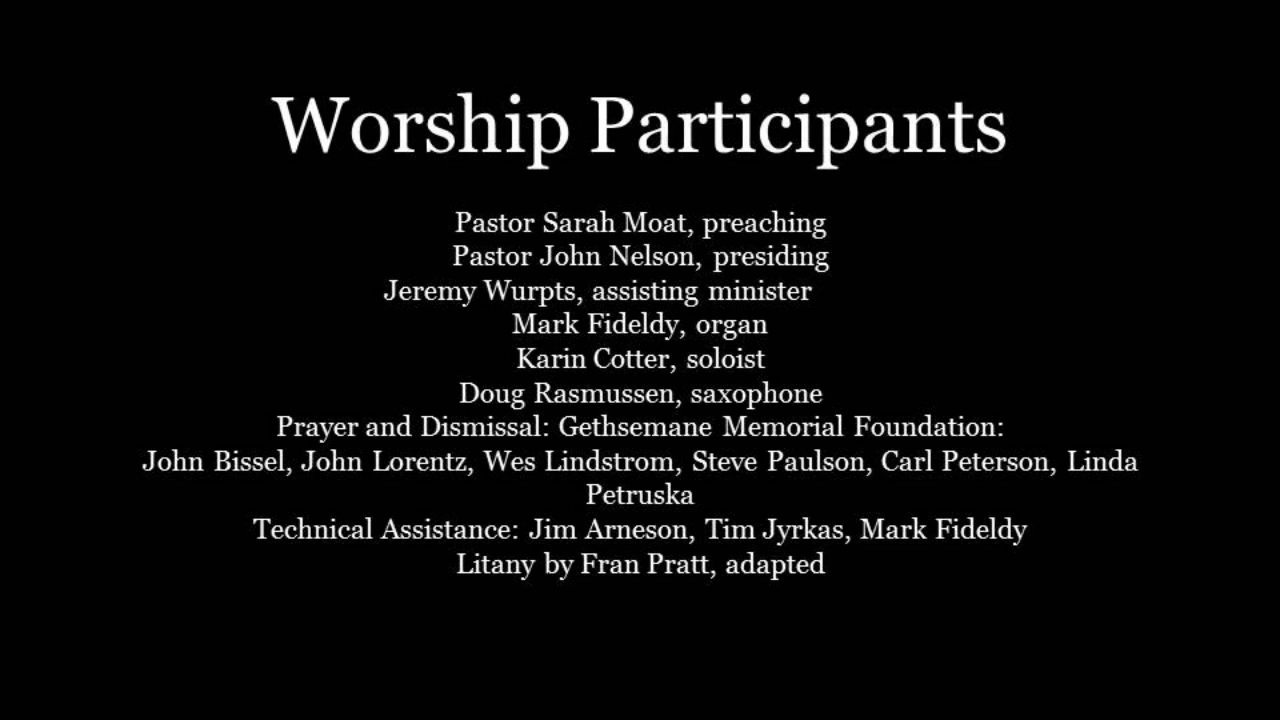 Worship Participants
Pastor Sarah Moat, preaching
Pastor John Nelson, presiding
Jeremy Wurpts, assisting minister
Mark Fideldy, organ
Karin Cotter, soloist
Doug Rasmussen, saxophone
Prayer and Dismissal: Gethsemane Memorial Foundation:
John Bissel, John Lorentz, Wes Lindstrom, Steve Paulson, Carl Peterson, Linda
Petruska
Technical Assistance: Jim Arneson, Tim Jyrkas, Mark Fideldy
Litany by Fran Pratt, adapted